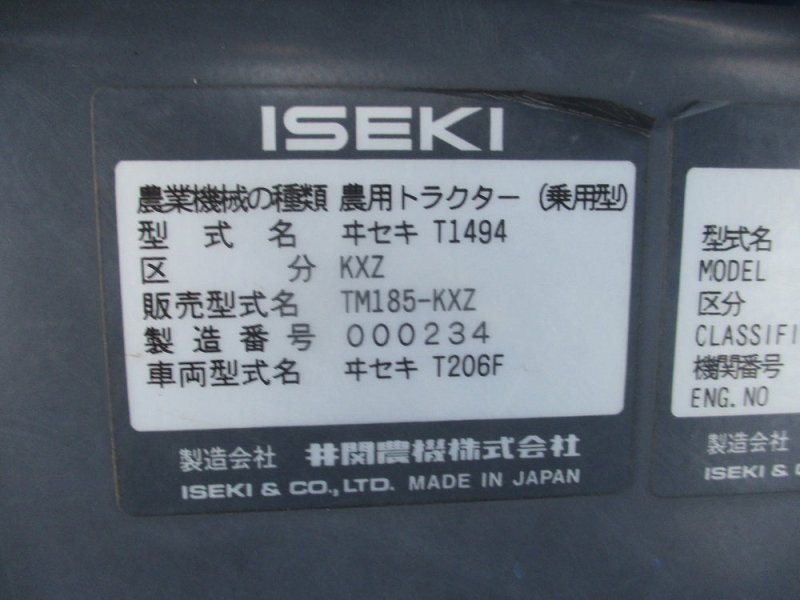 ISEKI
農業機械の種類 農用トラクター(乗用型)
型式名 ヰセキ T1494
区分 KXZ
販売型式名 TM185-KXZ
製造番号 000234
車両型式名 ヰセキ T206F
製造会社 井関農機株式会社
ISEKI & CO.,LTD. MADE IN JAPAN
型式名
MODEL
区分
CLASSIFI
機関番号
ENG.NO
製造会社
ISEKI &